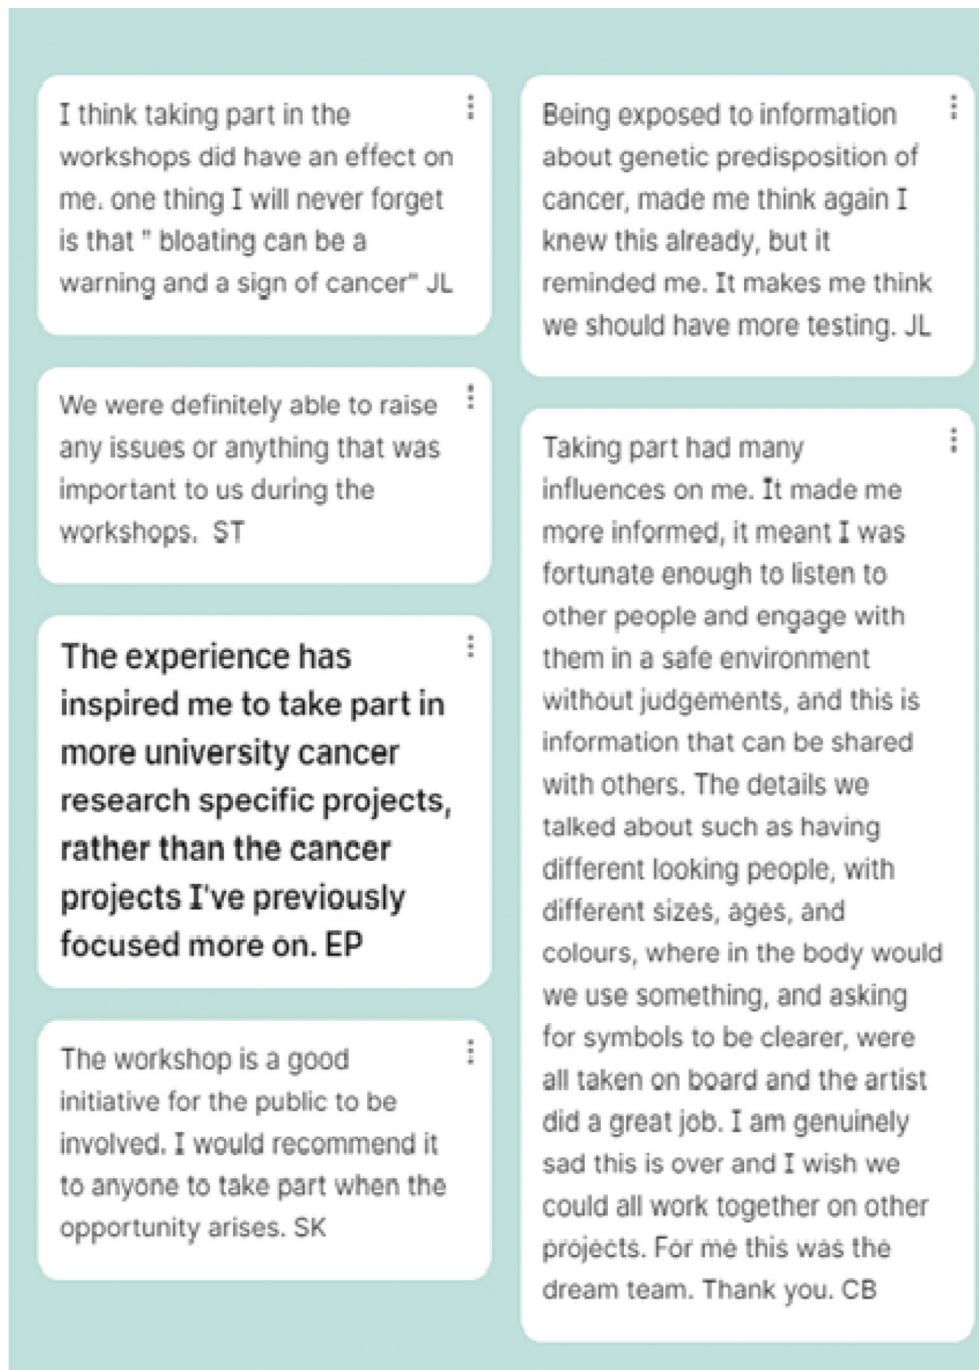 I think taking part in the
workshops did have an effect on
me. one thing I will never forget
is that " bloating can be a
warning and a sign of cancer" JL
We were definitely able to raise
any issues or anything that was
important to us during the
workshops.  ST
The experience has
inspired me to take part in
more university cancer
research specific projects,
rather than the cancer
projects I've previously
focused more on. EP
The workshop is a good
initiative for the public to be
involved. I would recommend it
to anyone to take part when the
opportunity arises. SK
Being exposed to information
about genetic predisposition of
cancer, made me think again I
knew this already, but it
reminded me. It makes me think
we should have more testing. JL
Taking part had many
influences on me. It made me
more informed, it meant I was
fortunate enough to listen to
other people and engage with
them in a safe environment
without judgements, and this is
information that can be shared
with others. The details we
talked about such as having
different looking people, with
different sizes, ages, and
colours, where in the body would
we use something, and asking
for symbols to be clearer, were
all taken on board and the artist
did a great job. I am genuinely
sad this is over and I wish we
could all work together on other
projects. For me this was the
dream team. Thank you. CB